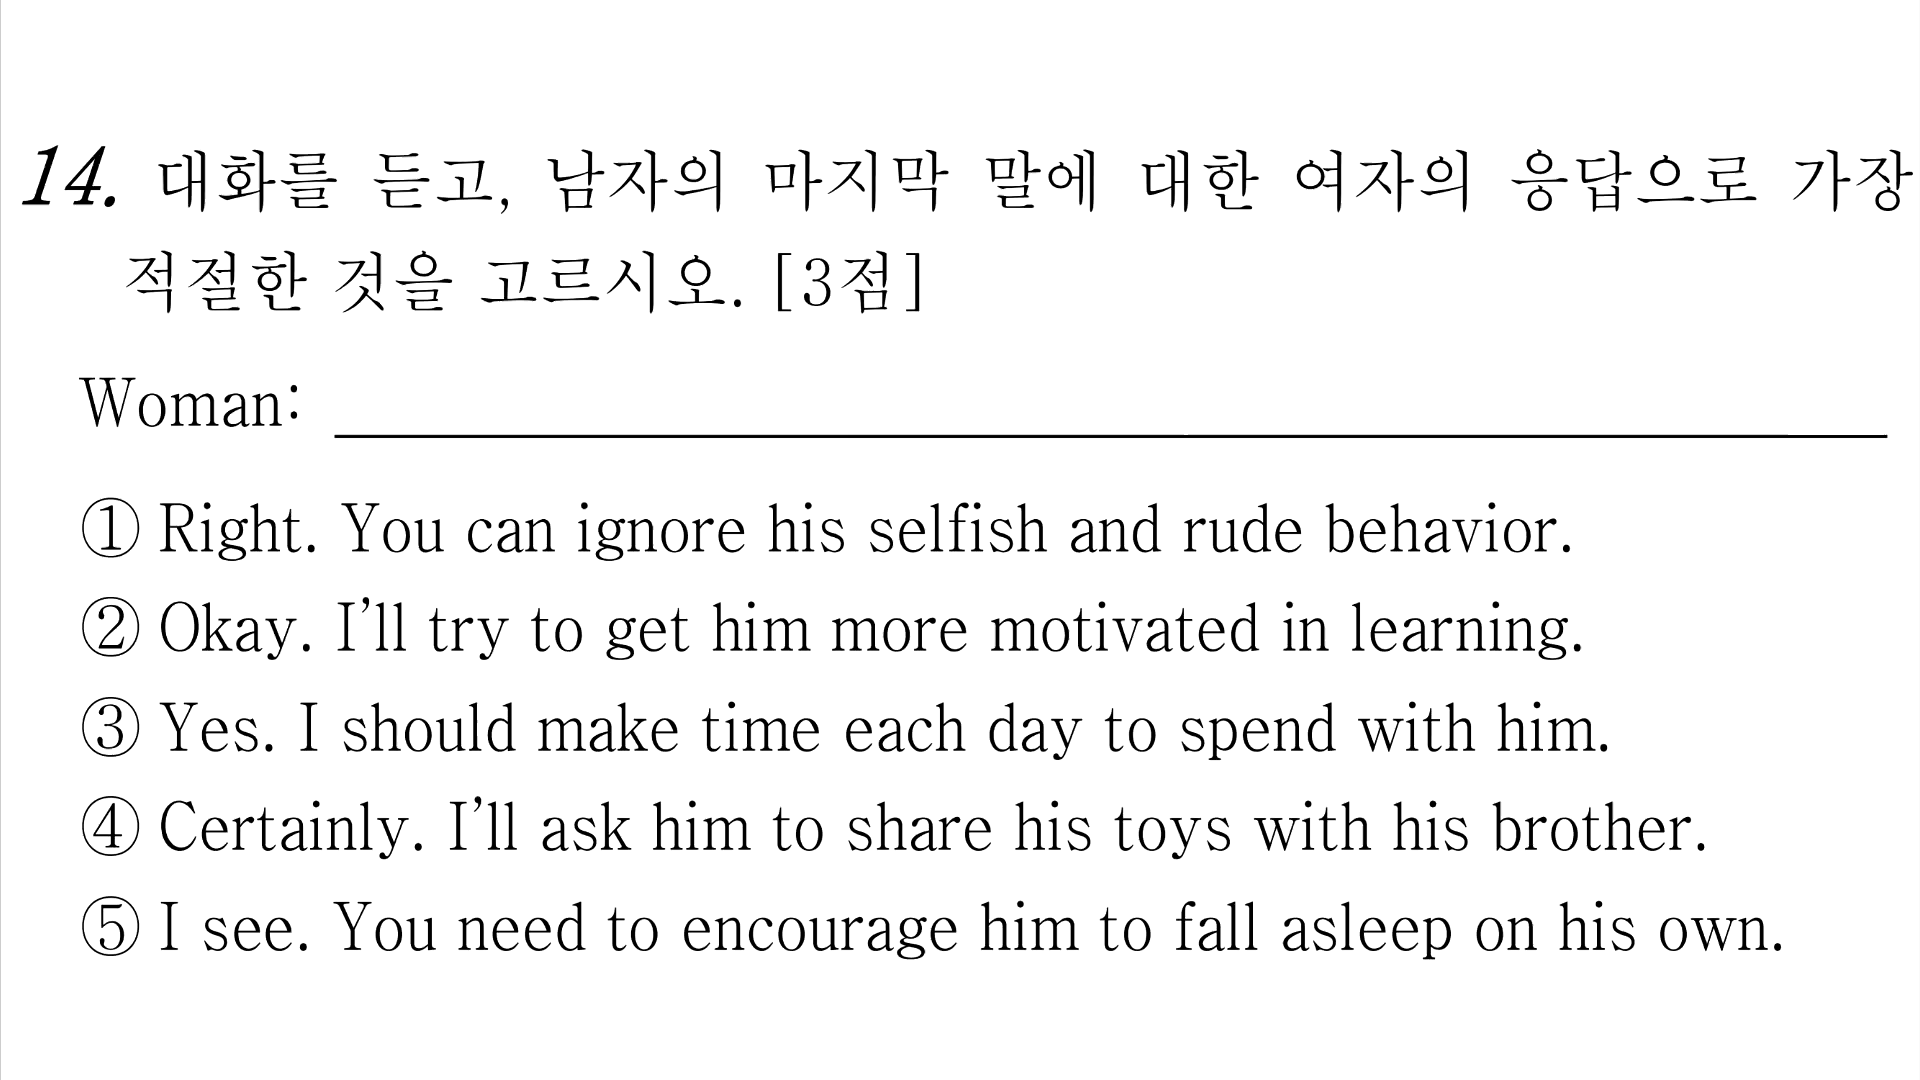 14. 대화를 듣고, 남자의 마지막 말에 대한 여자의 응답으로 가장
적절한 것을 고르시오. [3점]
Woman: 
① Right. You can ignore his selfish and rude behavior.
② Okay. I’ll try to get him more motivated in learning.
③ Yes. I should make time each day to spend with him.
④ Certainly. I’ll ask him to share his toys with his brother.
⑤ I see. You need to encourage him to fall asleep on his own.